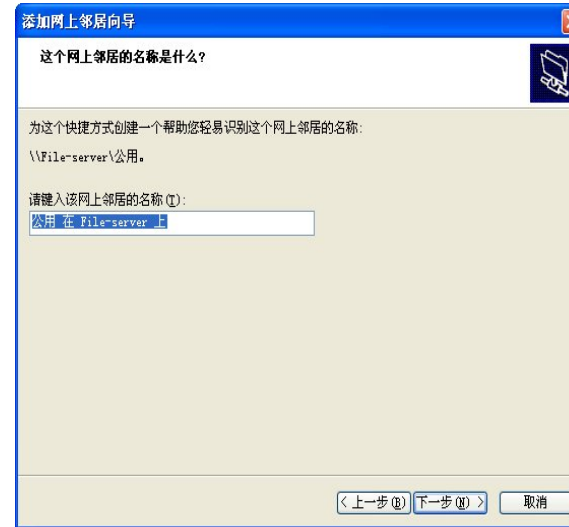 添加网上邻居向导
这个网上邻居的名称是什么?
为这个快捷方式创建一个帮助您轻易识别这个网上邻居的名称:
\\File-server\公用。
请键入该网上邻居的名称(T):
公用 在 File-server 上
< 上一步(B) 下一步(N) > 取消